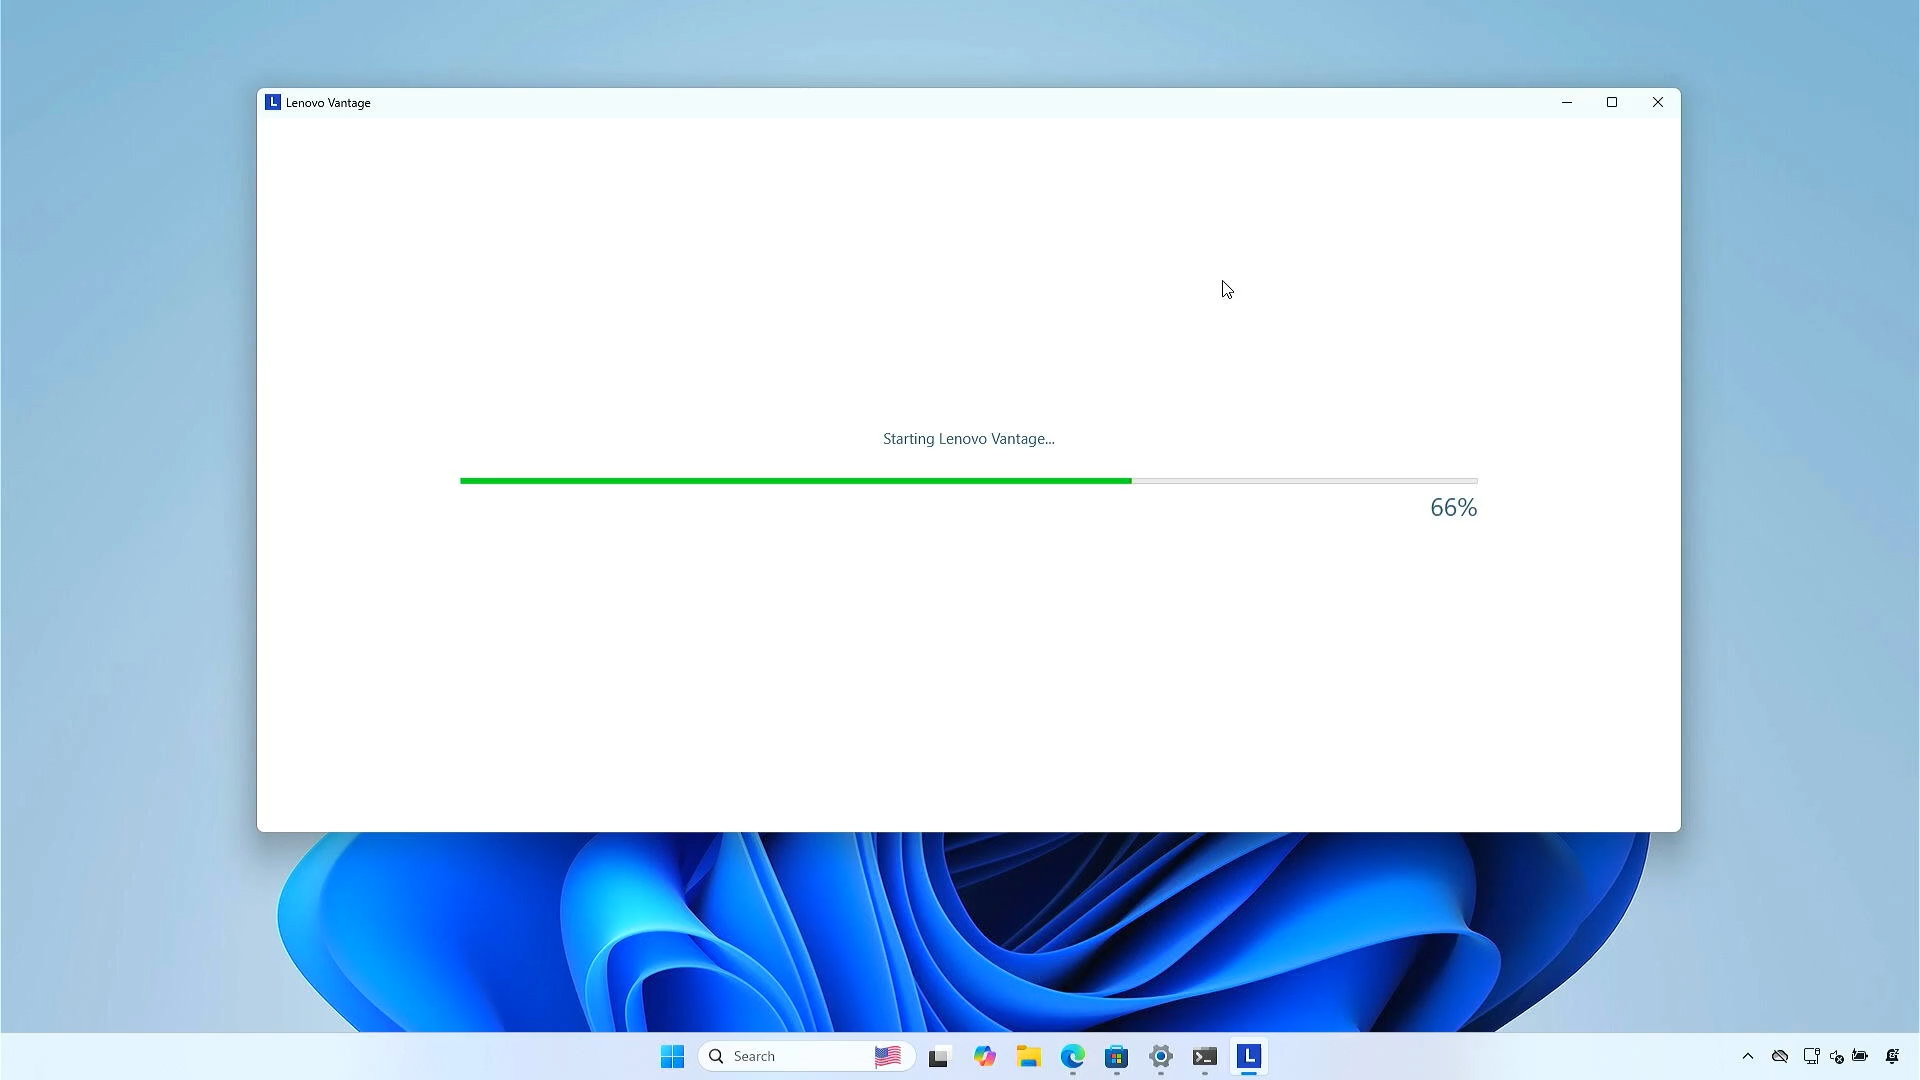 L Lenovo Vantage
Starting Lenovo Vantage...
66%
Search
L